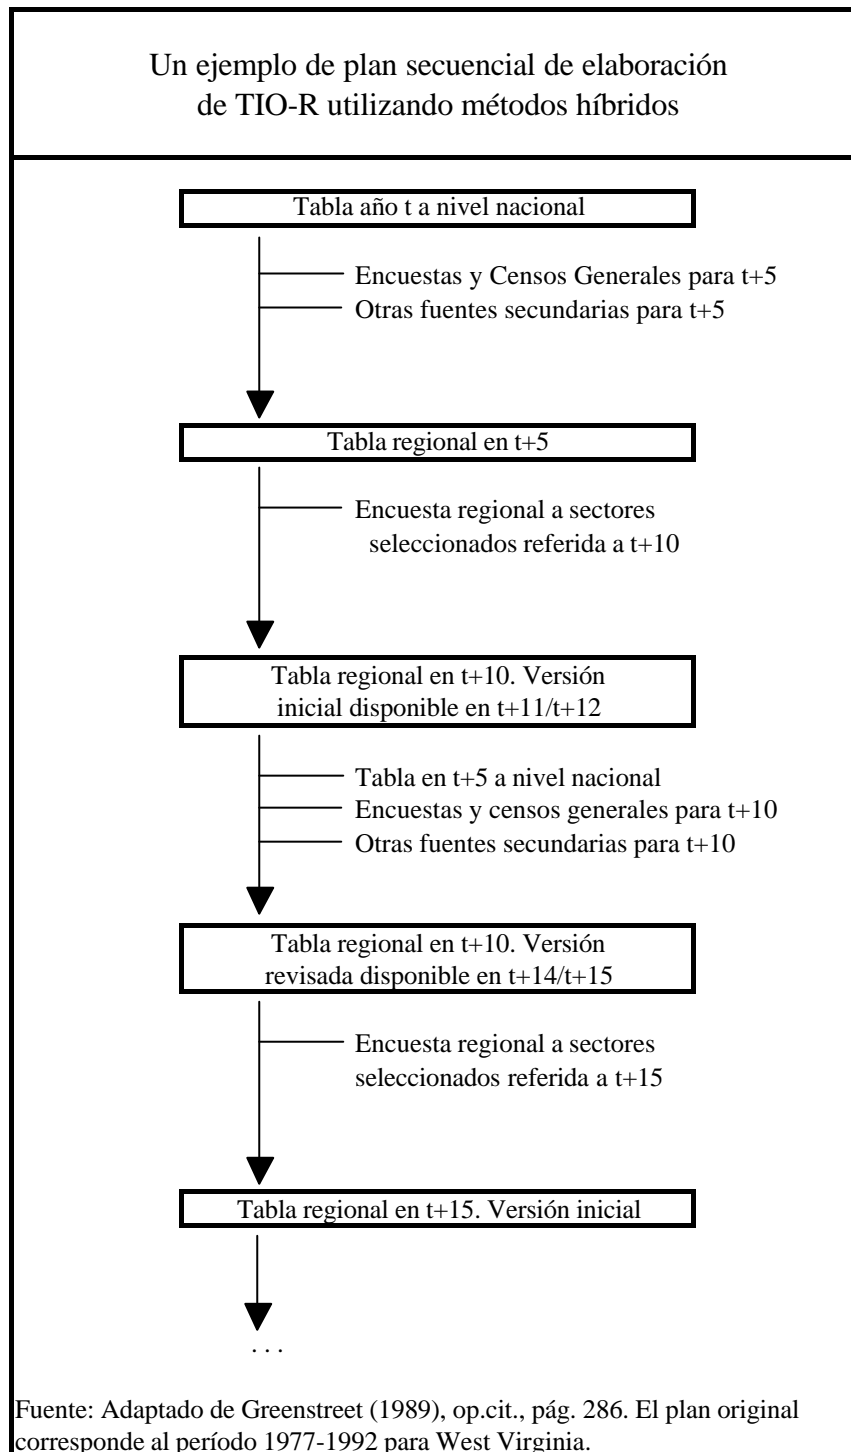 Un ejemplo de plan secuencial de elaboración
de TIO-R utilizando métodos híbridos
Tabla año t a nivel nacional
Encuestas y Censos Generales para t+5
Otras fuentes secundarias para t+5
Tabla regional en t+5
Encuesta regional a sectores
seleccionados referida a t+10
Tabla regional en t+10. Versión
inicial disponible en t+11/t+12
Tabla en t+5 a nivel nacional
Encuestas y censos generales para t+10
Otras fuentes secundarias para t+10
Tabla regional en t+10. Versión
revisada disponible en t+14/t+15
Encuesta regional a sectores
seleccionados referida a t+15
Tabla regional en t+15. Versión inicial
. . .
Fuente: Adaptado de Greenstreet (1989), op.cit., pág. 286. El plan original
corresponde al período 1977-1992 para West Virginia.